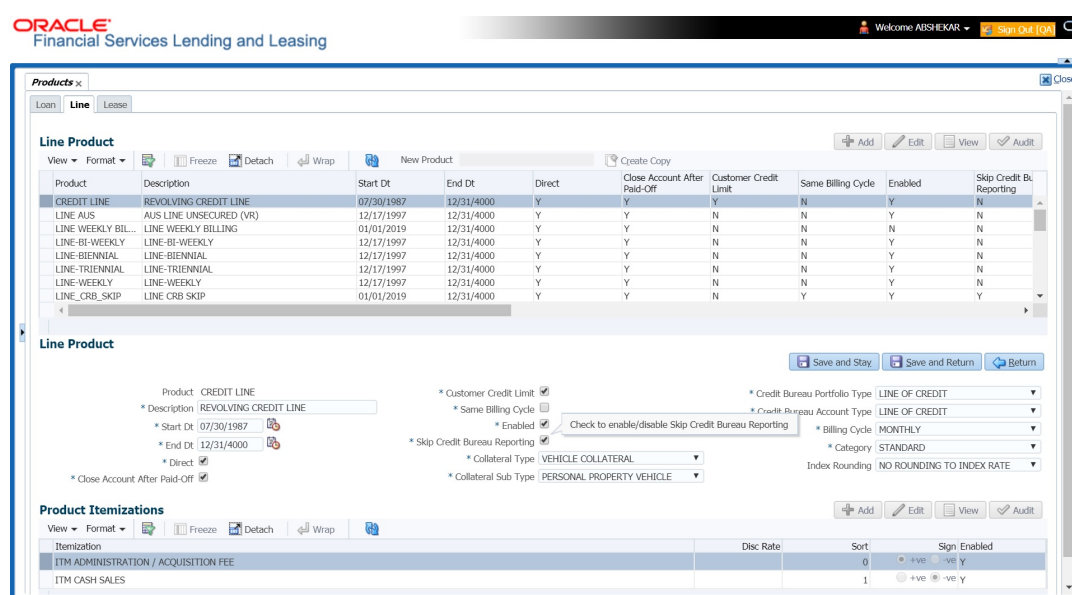 ORACLE
Financial Services Lending and Leasing
Welcome ABSHEKAR
Sign Out [QA]
Products x
Close
Loan Line Lease
Line Product
Add Edit View Audit
View Format Freeze Detach Wrap New Product Create Copy
Product Description Start Dt End Dt Direct Close Account After Paid-Off Customer Credit Limit Same Billing Cycle Enabled Skip Credit Bu Reporting
CREDIT LINE REVOLVING CREDIT LINE 07/30/1987 12/31/4000 Y Y Y N Y N
LINE AUS AUS LINE UNSECURED (VR) 12/17/1997 12/31/4000 Y Y N N Y N
LINE WEEKLY BIL... LINE WEEKLY BILLING 01/01/2019 12/31/4000 Y Y N N N N
LINE-BI-WEEKLY LINE-BI-WEEKLY 12/17/1997 12/31/4000 Y Y N N Y N
LINE-BIENNIAL LINE-BIENNIAL 12/17/1997 12/31/4000 Y Y N N Y N
LINE-TRIENNIAL LINE-TRIENNIAL 12/17/1997 12/31/4000 Y Y N N Y N
LINE-WEEKLY LINE-WEEKLY 12/17/1997 12/31/4000 Y Y N N Y N
LINE_CRB_SKIP LINE CRB SKIP 01/01/2019 12/31/4000 Y Y N Y Y Y
Line Product
Save and Stay Save and Return Return
Product CREDIT LINE
* Description REVOLVING CREDIT LINE
* Start Dt 07/30/1987
* End Dt 12/31/4000
* Direct
* Close Account After Paid-Off
* Customer Credit Limit
* Same Billing Cycle
* Enabled
Check to enable/disable Skip Credit Bureau Reporting
* Skip Credit Bureau Reporting
* Collateral Type VEHICLE COLLATERAL
* Collateral Sub Type PERSONAL PROPERTY VEHICLE
* Credit Bureau Portfolio Type LINE OF CREDIT
* Credit Bureau Account Type LINE OF CREDIT
* Billing Cycle MONTHLY
* Category STANDARD
Index Rounding NO ROUNDING TO INDEX RATE
Product Itemizations
Add Edit View Audit
View Format Freeze Detach Wrap
Itemization Disc Rate Sort Sign Enabled
ITM ADMINISTRATION / ACQUISITION FEE 0 +ve -ve Y
ITM CASH SALES 1 +ve -ve Y